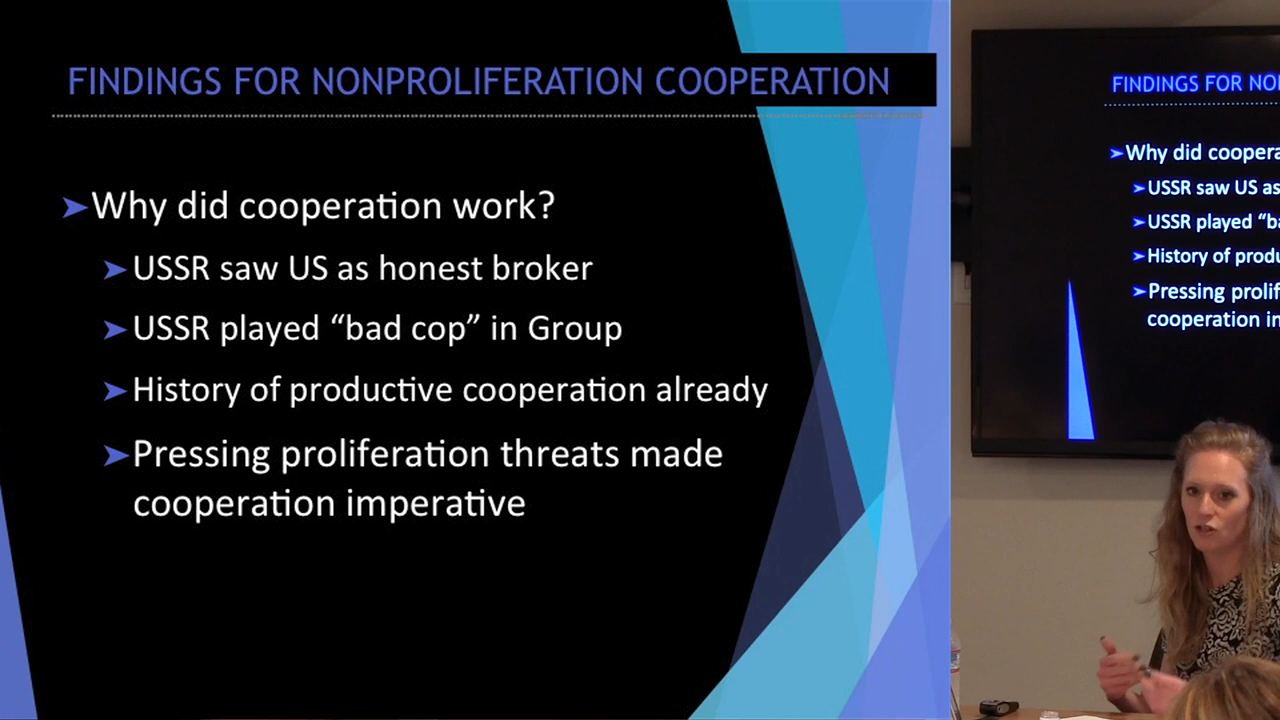 FINDINGS FOR NONPROLIFERATION COOPERATION
➤Why did cooperation work?
➤USSR saw US as honest broker
➤USSR played “bad cop” in Group
➤History of productive cooperation already
➤Pressing proliferation threats made
cooperation imperative
FINDINGS FOR NO
➤Why did coopera
➤USSR saw US as
➤USSR played “ba
➤History of produ
➤Pressing prolif
cooperation in